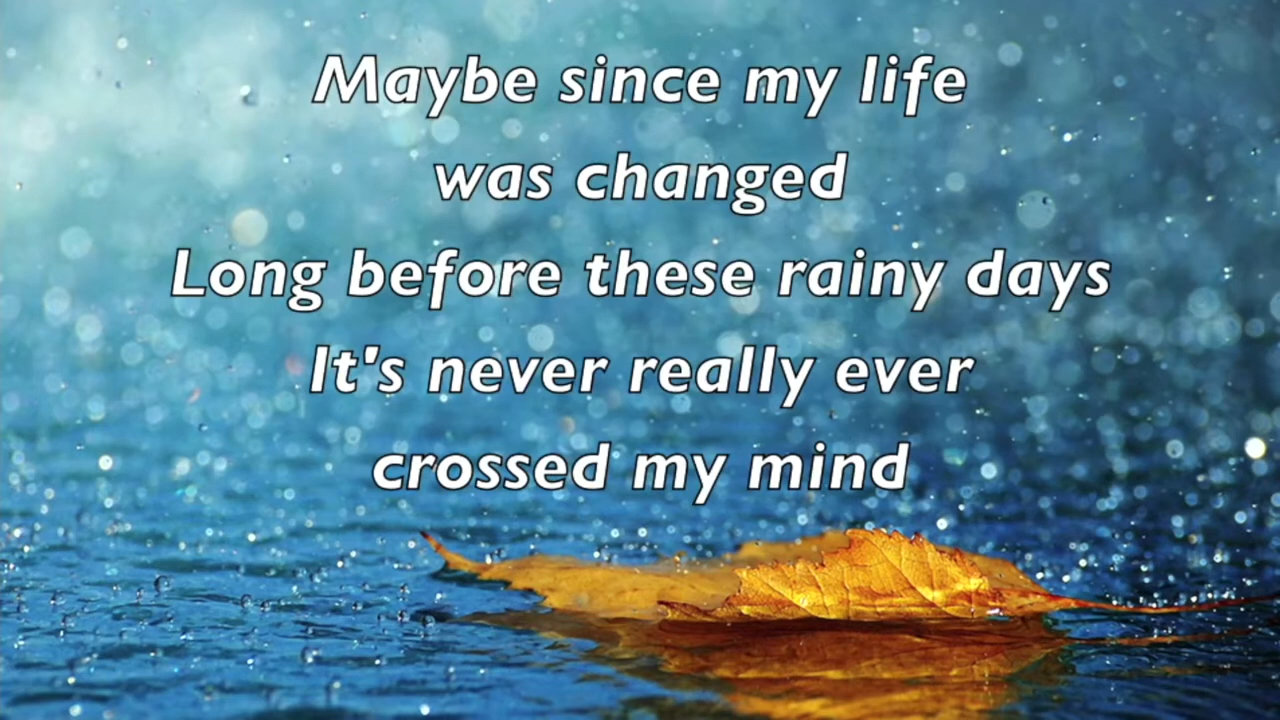 Maybe since my life
was changed
Long before these rainy days
It's never really ever
crossed my mind